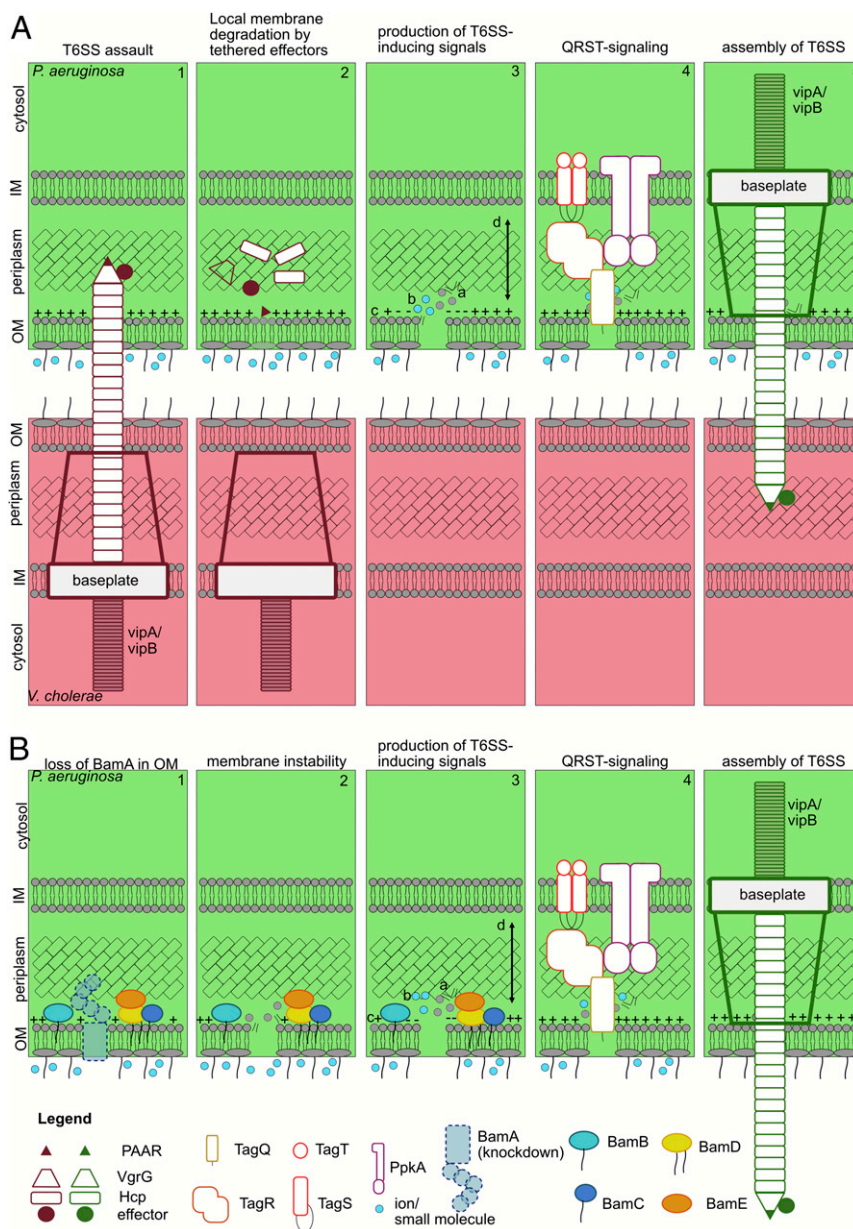 A
T6SS assault
Local membrane
degradation by
tethered effectors
production of T6SS-
inducing signals
QRST-signaling
assembly of T6SS
P. aeruginosa
1
2
3
4
cytosol
IM
periplasm
OM
vipA/
vipB
baseplate
d
a
b
c
+ + + + + + + + +
+ + + + + + + + +
OM
periplasm
IM
cytosol
baseplate
vipA/
vipB
V. cholerae
B
loss of BamA in OM
membrane instability
production of T6SS-
inducing signals
QRST-signaling
assembly of T6SS
P. aeruginosa
1
2
3
4
cytosol
IM
periplasm
OM
vipA/
vipB
baseplate
d
a
b
c
Legend
PAAR
VgrG
Hcp
effector
TagQ
TagR
TagT
TagS
PpkA
ion/
small molecule
BamA
(knockdown)
BamB
BamC
BamD
BamE